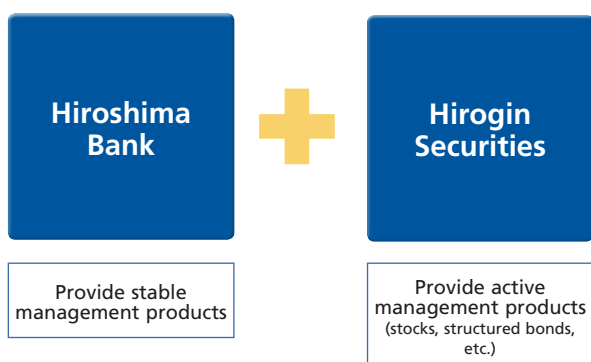 Hiroshima
Bank
Hirogin
Securities
Provide stable
management products
Provide active
management products
(stocks, structured bonds,
etc.)